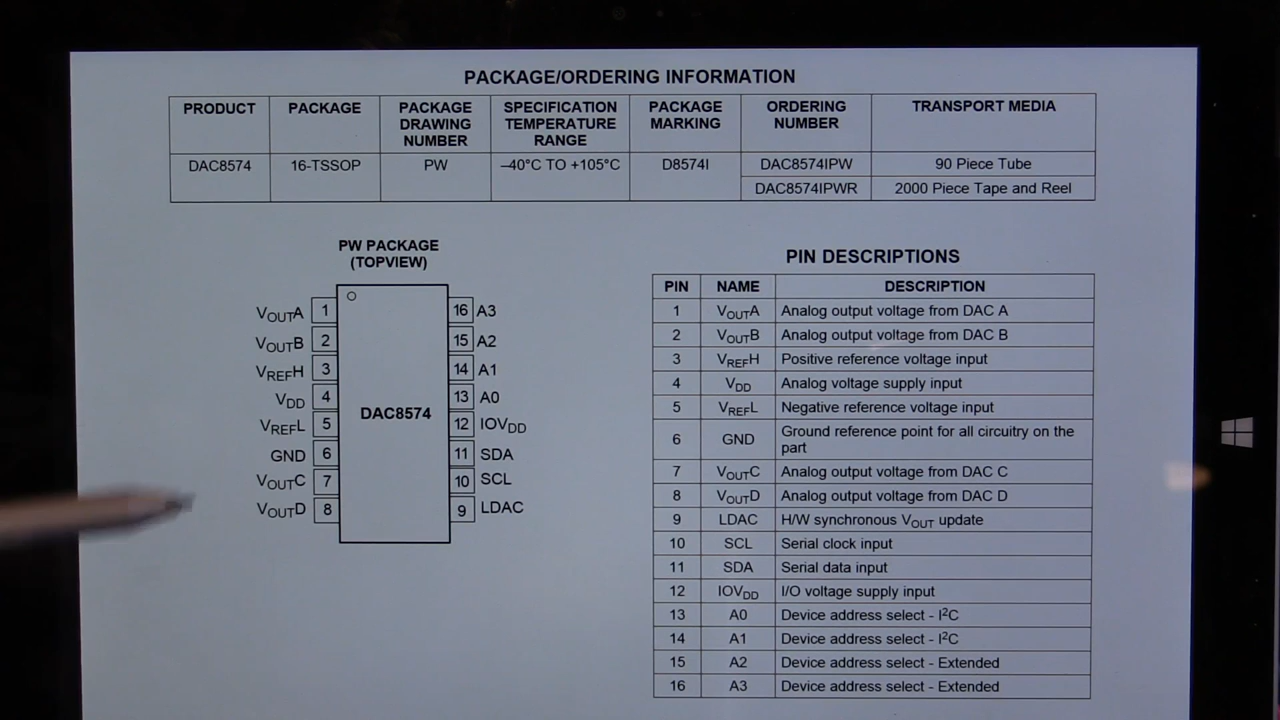 PACKAGE/ORDERING INFORMATION
PRODUCT PACKAGE PACKAGE DRAWING NUMBER SPECIFICATION TEMPERATURE RANGE PACKAGE MARKING ORDERING NUMBER TRANSPORT MEDIA
DAC8574 16-TSSOP PW –40°C TO +105°C D8574I DAC8574IPW 90 Piece Tube
DAC8574IPWR 2000 Piece Tape and Reel
PW PACKAGE
(TOPVIEW)
VOUTA 1 16 A3
VOUTB 2 15 A2
VREFH 3 14 A1
VDD 4 13 A0
DAC8574
VREFL 5 12 IOVDD
GND 6 11 SDA
VOUTC 7 10 SCL
VOUTD 8 9 LDAC
PIN DESCRIPTIONS
PIN NAME DESCRIPTION
1 VOUTA Analog output voltage from DAC A
2 VOUTB Analog output voltage from DAC B
3 VREFH Positive reference voltage input
4 VDD Analog voltage supply input
5 VREFL Negative reference voltage input
6 GND Ground reference point for all circuitry on the
part
7 VOUTC Analog output voltage from DAC C
8 VOUTD Analog output voltage from DAC D
9 LDAC H/W synchronous VOUT update
10 SCL Serial clock input
11 SDA Serial data input
12 IOVDD I/O voltage supply input
13 A0 Device address select - I²C
14 A1 Device address select - I²C
15 A2 Device address select - Extended
16 A3 Device address select - Extended